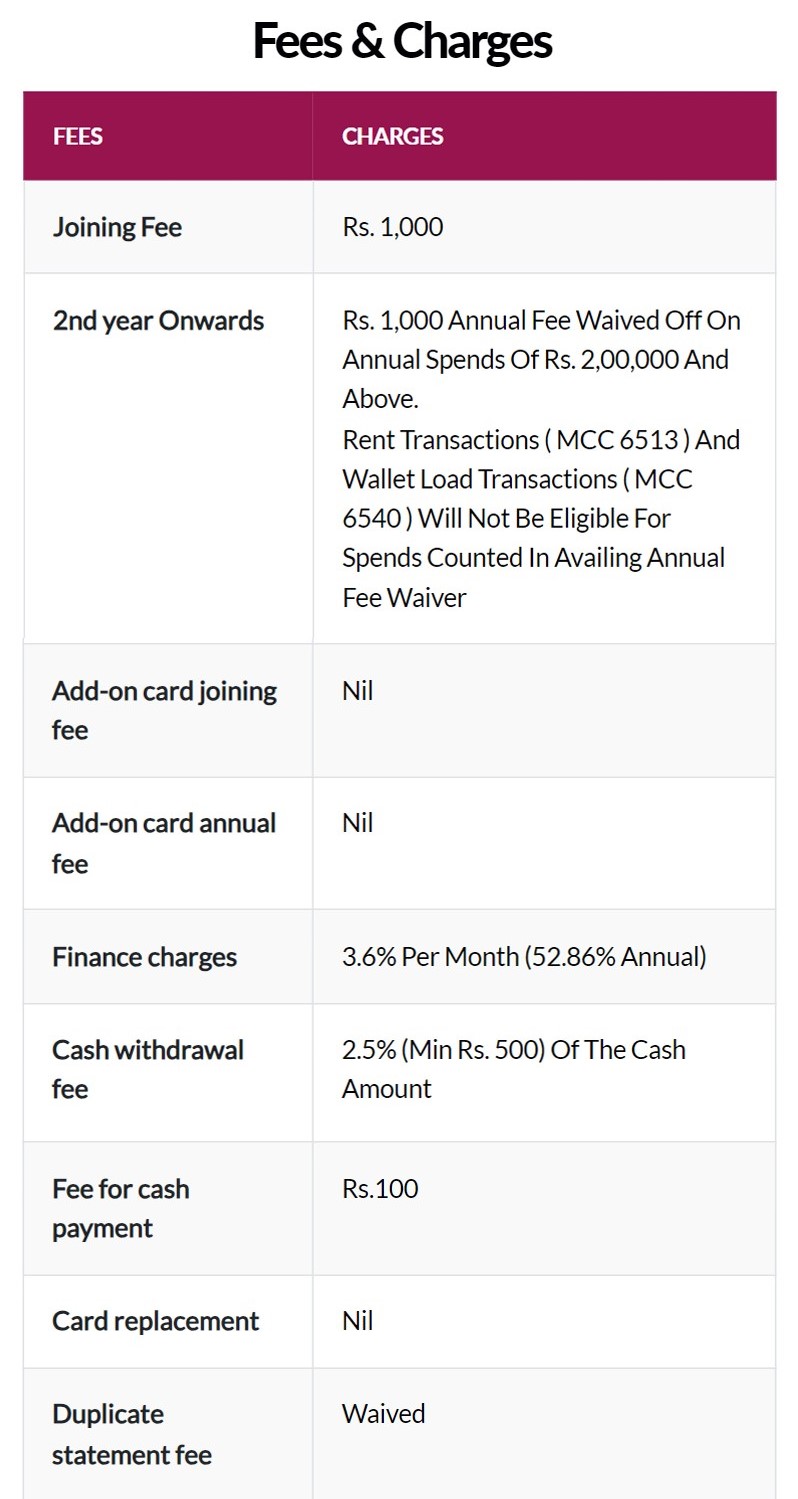 Fees & Charges
FEES
CHARGES
Joining Fee
Rs. 1,000
2nd year Onwards
Rs. 1,000 Annual Fee Waived Off On
Annual Spends Of Rs. 2,00,000 And
Above.
Rent Transactions ( MCC 6513 ) And
Wallet Load Transactions ( MCC
6540 ) Will Not Be Eligible For
Spends Counted In Availing Annual
Fee Waiver
Add-on card joining
fee
Nil
Add-on card annual
fee
Nil
Finance charges
3.6% Per Month (52.86% Annual)
Cash withdrawal
fee
2.5% (Min Rs. 500) Of The Cash
Amount
Fee for cash
payment
Rs.100
Card replacement
Nil
Duplicate
statement fee
Waived